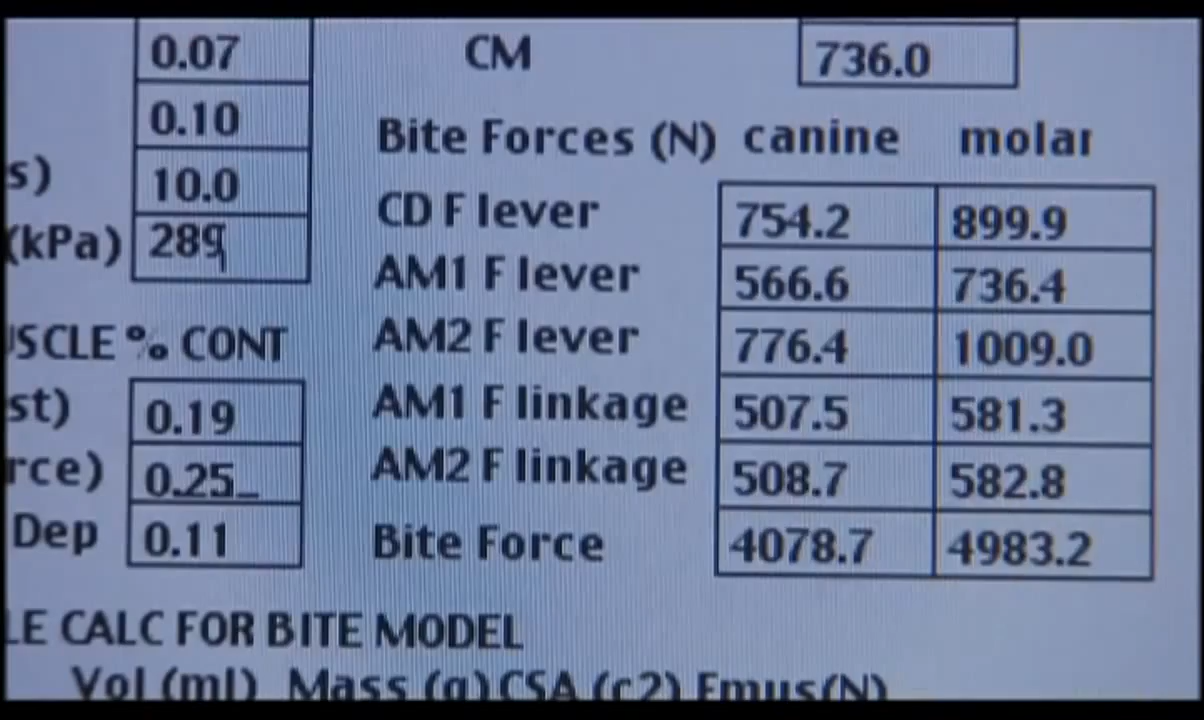 0.07 CM 736.0
0.10 Bite Forces (N) canine molar
s) 10.0 CD F lever 754.2 899.9
(kPa) 289 AM1 F lever 566.6 736.4
SCLE % CONT AM2 F lever 776.4 1009.0
st) 0.19 AM1 F linkage 507.5 581.3
rce) 0.25 AM2 F linkage 508.7 582.8
Dep 0.11 Bite Force 4078.7 4983.2
LE CALC FOR BITE MODEL
Vol (ml) Mass (g) CSA (c2) Fmus(N)